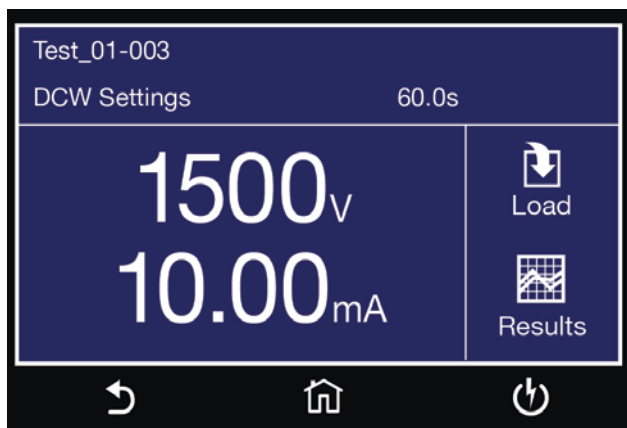 Test_01-003
DCW Settings 60.0s
1500V
10.00mA
Load
Results